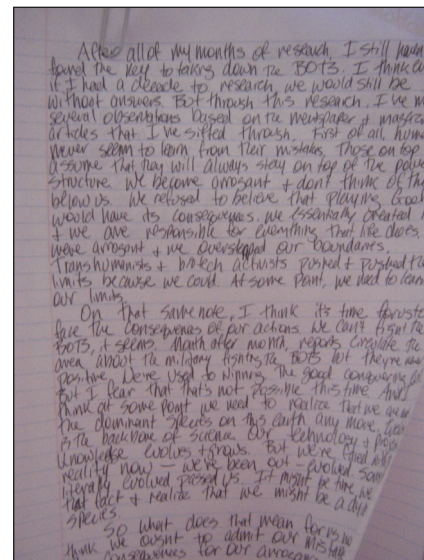 After all of my months of research, I still haven
found the key to taking down the BOTS. I think
if I had a decade to research, we would still be
without answers. But through this research, I've
several observations based on the newspaper +
articles that I've sifted through. First of all,
never seem to learn from their mistakes. Those on top
assume that they will always stay on top of the
structure. We become arrogant + don't think of
below us. We refused to believe that playing God
would have its consequences. We essentially created
+ we are responsible for everything that life does.
were arrogant + we overstepped our boundaries.
Transhumanists + biotech activists pushed + pushed
limits because we could. At some point, we need to learn
our limits.
On that same note, I think it's time for us to
face the consequences of our actions. We can't fight the
BOTS, it seems. Month after month, reports circulate the
area about the military fighting the BOTS but they're never
positive. We're used to winning. The good conquering
But I fear that that's not possible this time. And
think at some point we need to realize that we are
the dominant species on this earth any more.
is the backbone of science. Our technology +
knowledge evolves + grows. But we've
reality now — we've been out-evolved.
literally evolved passed us. It might be time we
that fact + realize that we might be a
species.
So what does that mean for us
think we ought to admit our
consequences for our arrogance